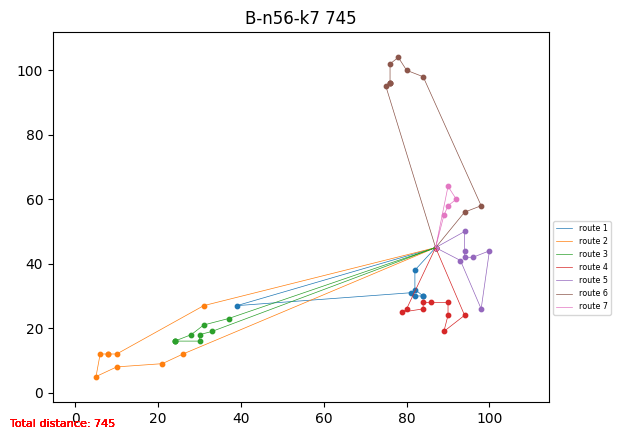 B-n56-k7 745
100
80
60
40
20
0
0 20 40 60 80 100
route 1
route 2
route 3
route 4
route 5
route 6
route 7
Total distance: 745